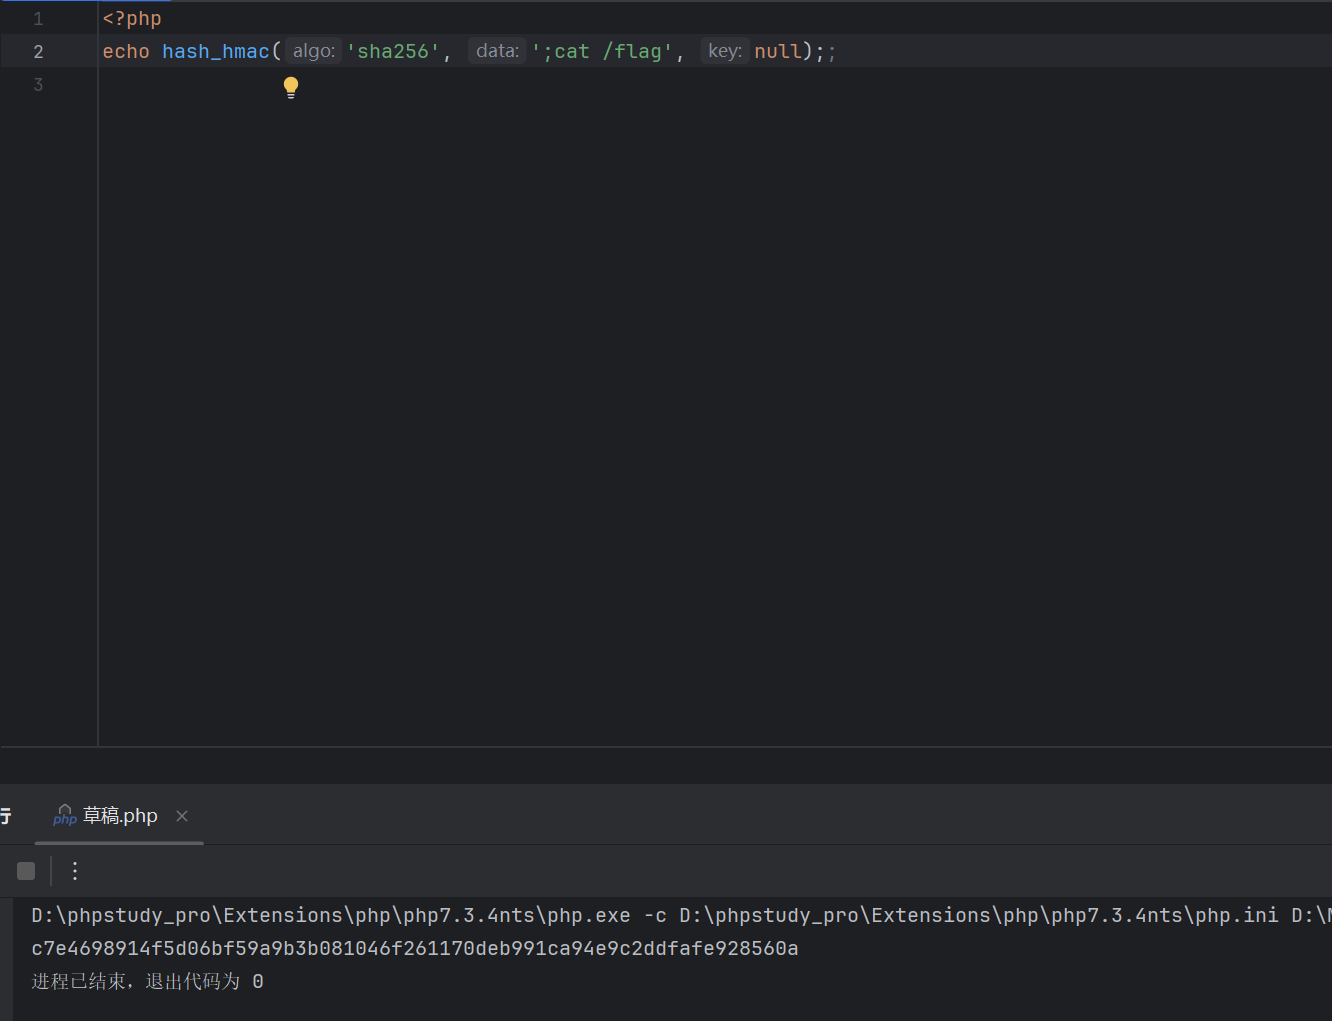 1 <?php
2 echo hash_hmac( algo: 'sha256', data: ';cat /flag', key: null);;
3
行 php 草稿.php ×
D:\phpstudy_pro\Extensions\php\php7.3.4nts\php.exe -c D:\phpstudy_pro\Extensions\php\php7.3.4nts\php.ini D:\
c7e4698914f5d06bf59a9b3b081046f261170deb991ca94e9c2ddfafe928560a
进程已结束，退出代码为 0